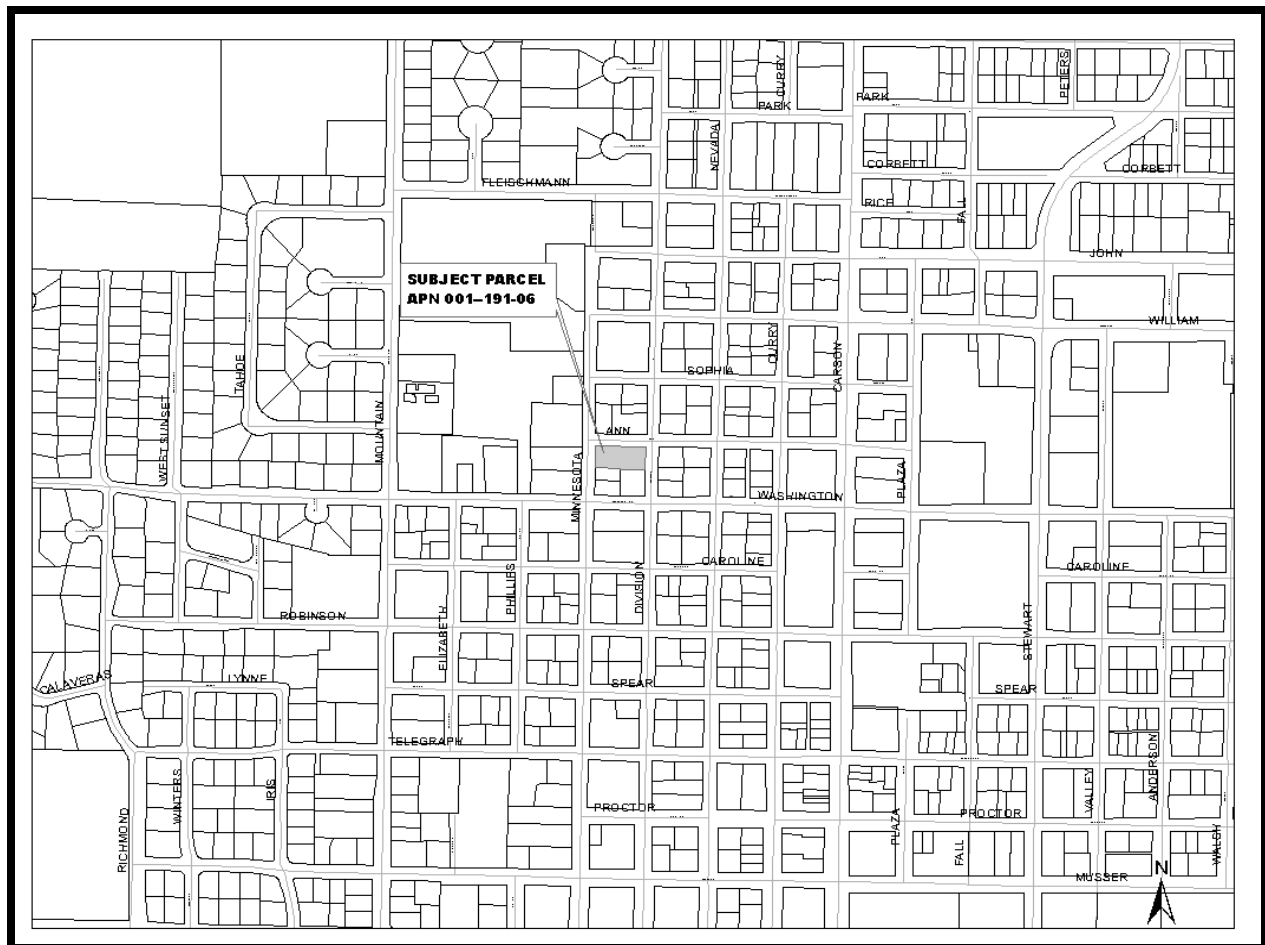 CURRY
PETERS
PARK
PARK
NEVADA
CORBETT
CORBETT
FLEISCHMANN
RICE
FALL
JOHN
SUBJECT PARCEL
APN 001-191-06
WILLIAM
CURRY
CARSON
SOPHIA
TAHOE
WEST SUNSET
MOUNTAIN
ANN
MINNESOTA
PLAZA
WASHINGTON
CAROLINE
CAROLINE
PHILLIPS
DIVISION
ROBINSON
ELIZABETH
STEWART
CALAVERAS
LYNNE
SPEAR
SPEAR
TELEGRAPH
WINTERS
IRIS
RICHMOND
PROCTOR
PLAZA
PROCTOR
FALL
VALLEY
ANDERSON
WALSH
MUSSER
N